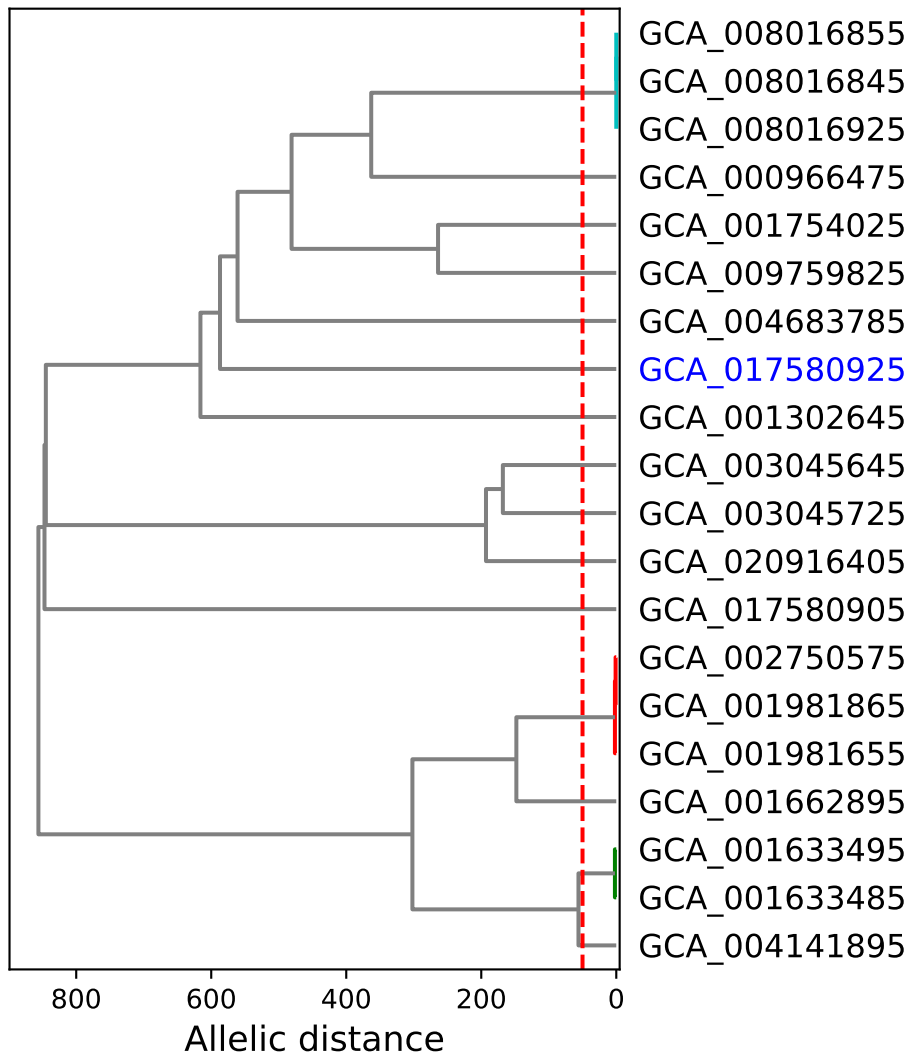 GCA_008016855
GCA_008016845
GCA_008016925
GCA_000966475
GCA_001754025
GCA_009759825
GCA_004683785
GCA_017580925
GCA_001302645
GCA_003045645
GCA_003045725
GCA_020916405
GCA_017580905
GCA_002750575
GCA_001981865
GCA_001981655
GCA_001662895
GCA_001633495
GCA_001633485
GCA_004141895
800 600 400 200 0
Allelic distance